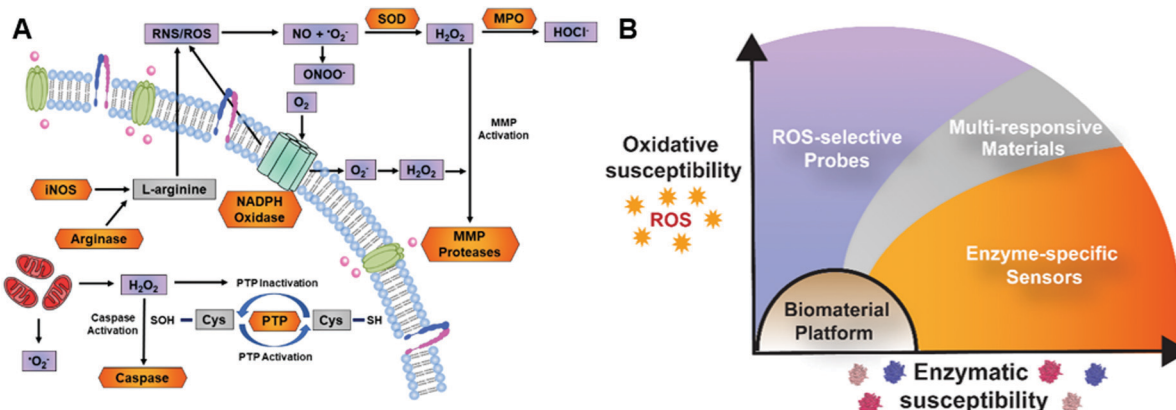 A
RNS/ROS
NO + •O₂⁻
SOD
H₂O₂
MPO
HOCl⁻
ONOO⁻
O₂
MMP
Activation
iNOS
L-arginine
Arginase
NADPH
Oxidase
O₂⁻
H₂O₂
MMP
Proteases
H₂O₂
PTP Inactivation
Caspase
Activation
SOH
Cys
PTP
Cys
SH
PTP Activation
•O₂⁻
Caspase
B
Oxidative
susceptibility
ROS
ROS-selective
Probes
Multi-responsive
Materials
Enzyme-specific
Sensors
Biomaterial
Platform
Enzymatic
susceptibility